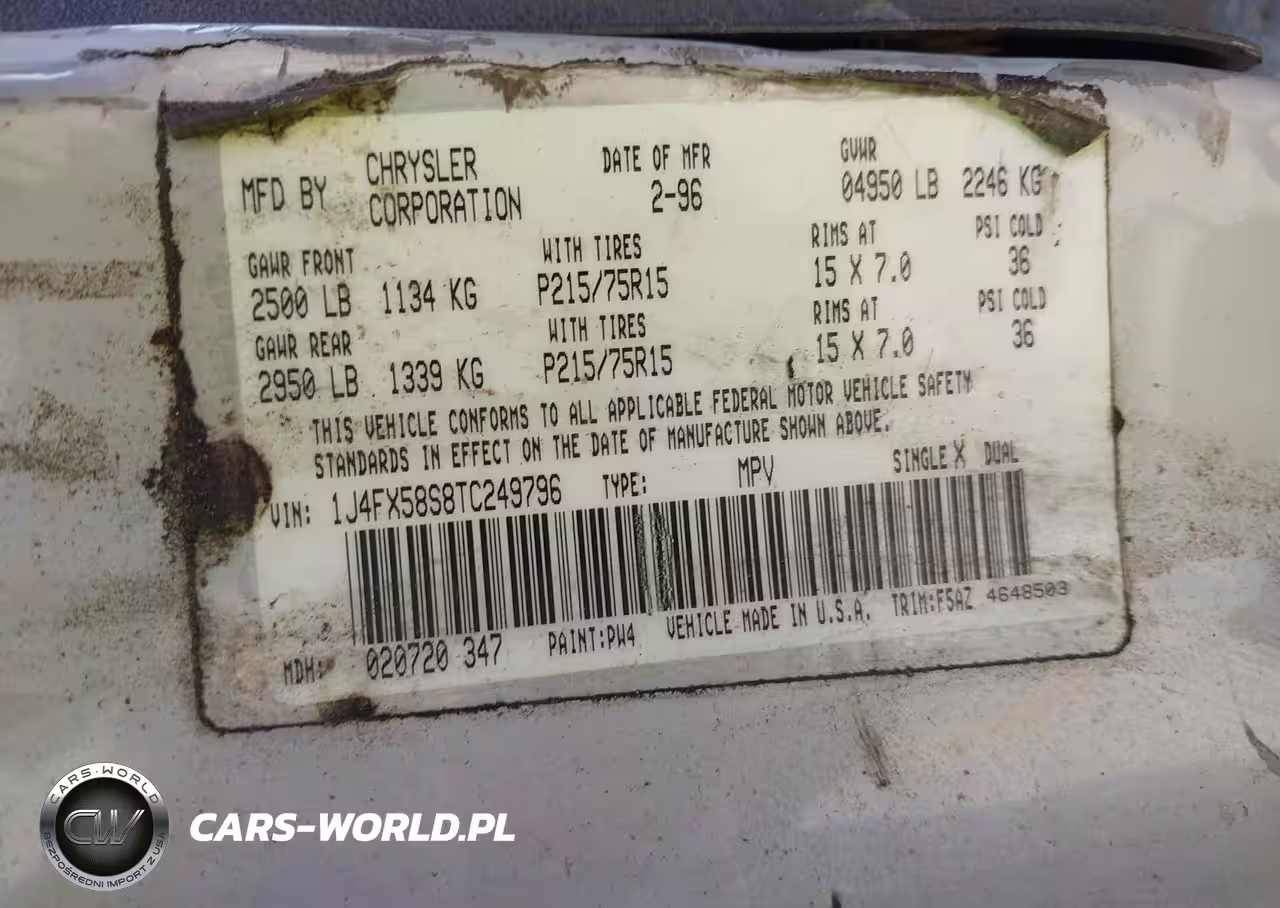 MFD BY CHRYSLER CORPORATION DATE OF MFR 2-96 GVWR 04950 LB 2246 KG
GAWR FRONT WITH TIRES RIMS AT PSI COLD
2500 LB 1134 KG P215/75R15 15 X 7.0 36
GAWR REAR WITH TIRES RIMS AT PSI COLD
2950 LB 1339 KG P215/75R15 15 X 7.0 36
THIS VEHICLE CONFORMS TO ALL APPLICABLE FEDERAL MOTOR VEHICLE SAFETY
STANDARDS IN EFFECT ON THE DATE OF MANUFACTURE SHOWN ABOVE.
VIN: 1J4FX58S8TC249796 TYPE: MPV SINGLE X DUAL
MDH: 020720 347 PAINT:PW4 VEHICLE MADE IN U.S.A. TRIM:F5AZ 4648503
CARS-WORLD
CW
BEZPOŚREDNI IMPORT Z USA
CARS-WORLD.PL